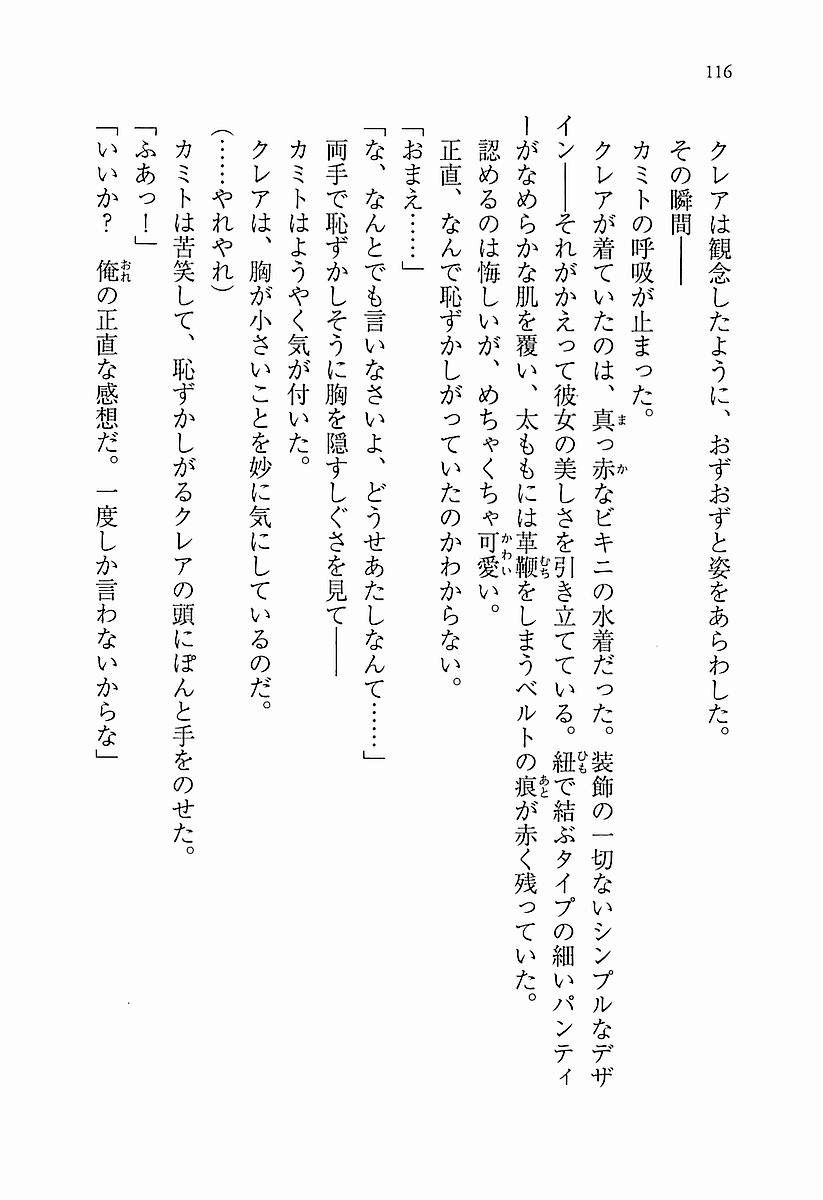 116
クレアは観念したように、おずおずと姿をあらわした。
その瞬間――
カミトの呼吸が止まった。
クレアが着ていたのは、真っ赤なビキニの水着だった。装飾の一切ないシンプルなデザ
イン――それがかえって彼女の美しさを引き立てている。紐で結ぶタイプの細いパンティ
ーがなめらかな肌を覆い、太ももには革鞭をしまうベルトの痕が赤く残っていた。
認めるのは悔しいが、めちゃくちゃ可愛い。
正直、なんで恥ずかしがっていたのかわからない。
「おまえ……」
「な、なんとでも言いなさいよ、どうせあたしなんて……」
両手で恥ずかしそうに胸を隠すしぐさを見て――
カミトはようやく気が付いた。
クレアは、胸が小さいことを妙に気にしているのだ。
（……やれやれ）
カミトは苦笑して、恥ずかしがるクレアの頭にぽんと手をのせた。
「ふあっ！」
「いいか？　俺の正直な感想だ。一度しか言わないからな」